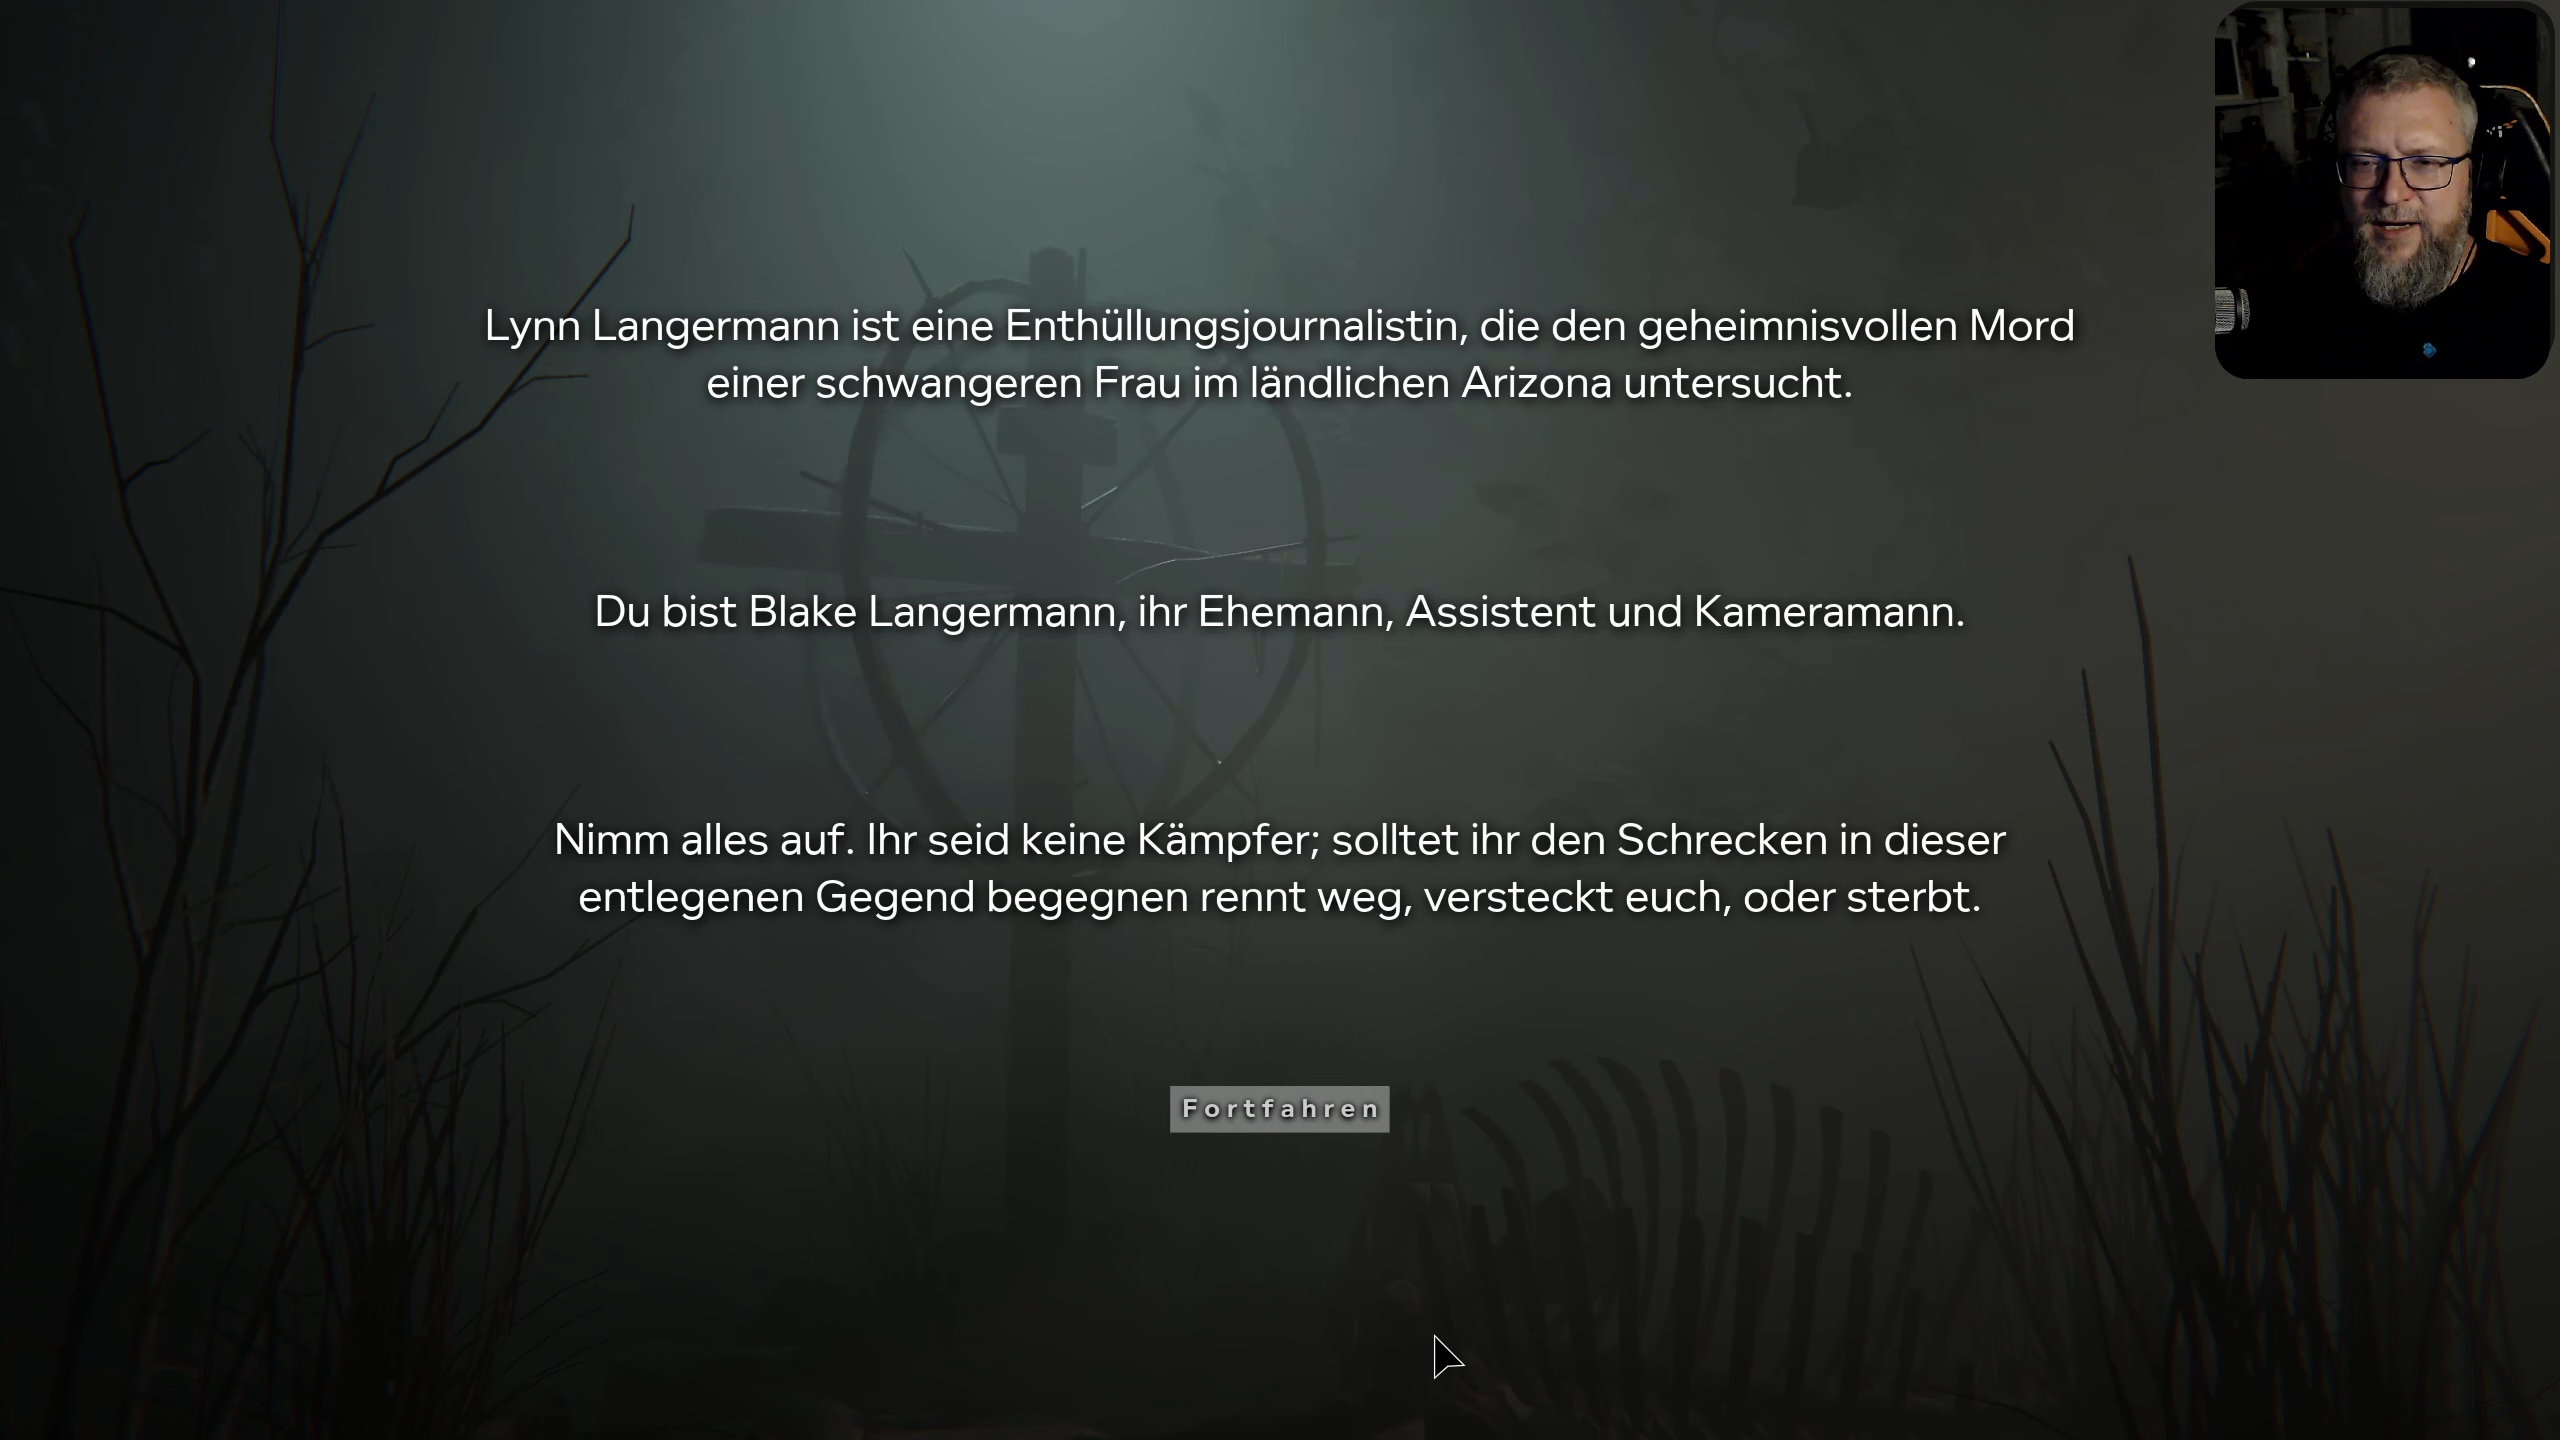 Lynn Langermann ist eine Enthüllungsjournalistin, die den geheimnisvollen Mord
einer schwangeren Frau im ländlichen Arizona untersucht.
Du bist Blake Langermann, ihr Ehemann, Assistent und Kameramann.
Nimm alles auf. Ihr seid keine Kämpfer; solltet ihr den Schrecken in dieser
entlegenen Gegend begegnen rennt weg, versteckt euch, oder sterbt.
Fortfahren